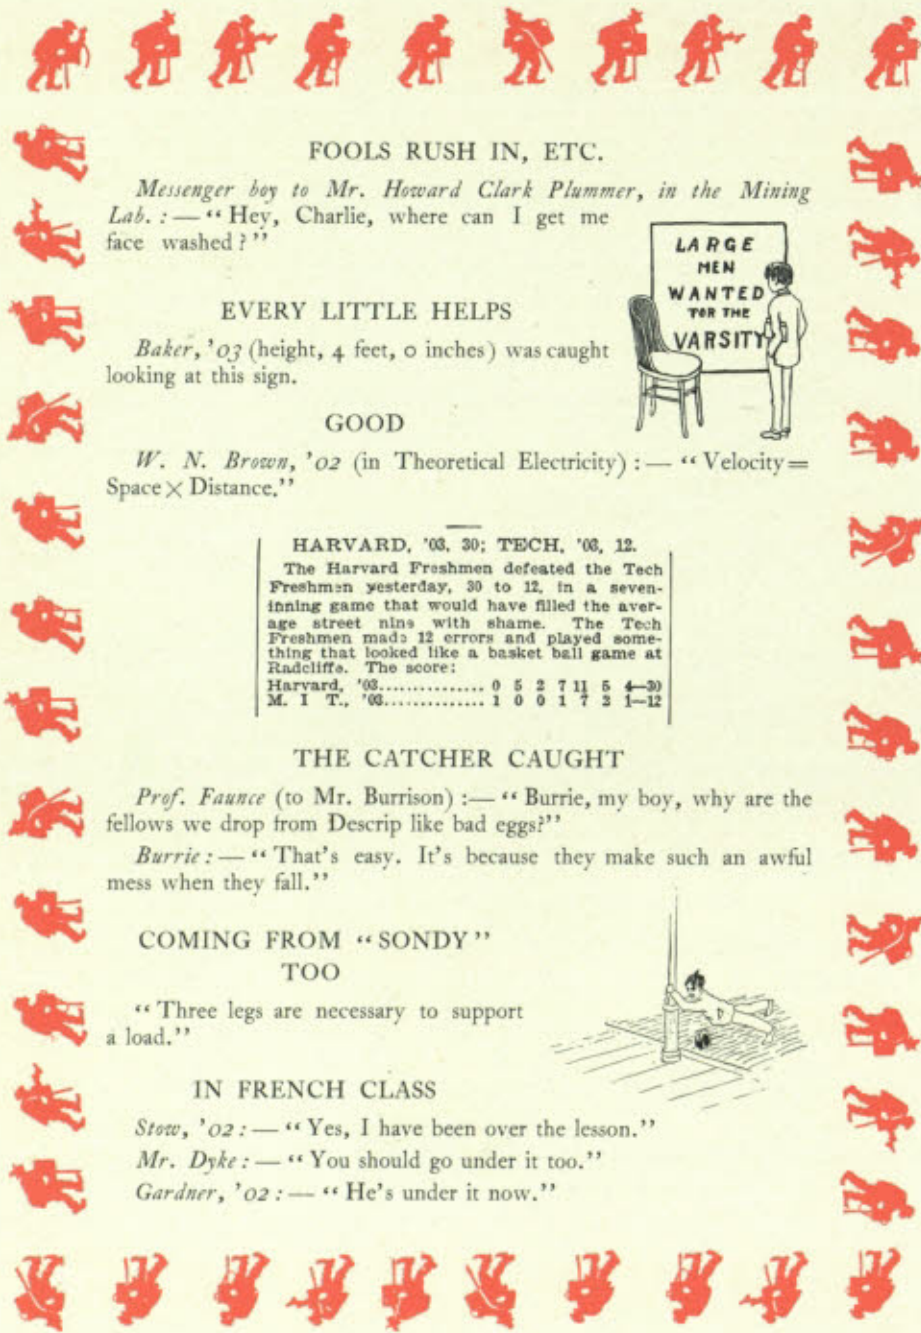 FOOLS RUSH IN, ETC.
Messenger boy to Mr. Howard Clark Plummer, in the Mining
Lab. : — “ Hey, Charlie, where can I get me
face washed ? ”
LARGE
MEN
WANTED
FOR THE
VARSITY
EVERY LITTLE HELPS
Baker, ’03 (height, 4 feet, 0 inches) was caught
looking at this sign.
GOOD
W. N. Brown, ’02 (in Theoretical Electricity) : — “ Velocity =
Space × Distance.”
HARVARD, '03, 30; TECH, '03, 12.
The Harvard Freshmen defeated the Tech
Freshmen yesterday, 30 to 12, in a seven-
inning game that would have filled the aver-
age street nine with shame. The Tech
Freshmen made 12 errors and played some-
thing that looked like a basket ball game at
Radcliffe. The score:
Harvard, '03............... 0 5 2 7 11 5 4—30
M. I T., '03.............. 1 0 0 1 7 2 1—12
THE CATCHER CAUGHT
Prof. Faunce (to Mr. Burrison) :— “ Burrie, my boy, why are the
fellows we drop from Descrip like bad eggs?”
Burrie : — “ That’s easy. It’s because they make such an awful
mess when they fall.”
COMING FROM “ SONDY ”
TOO
“ Three legs are necessary to support
a load.”
IN FRENCH CLASS
Stow, ’02 : — “ Yes, I have been over the lesson.”
Mr. Dyke : — “ You should go under it too.”
Gardner, ’02 : — “ He’s under it now.”